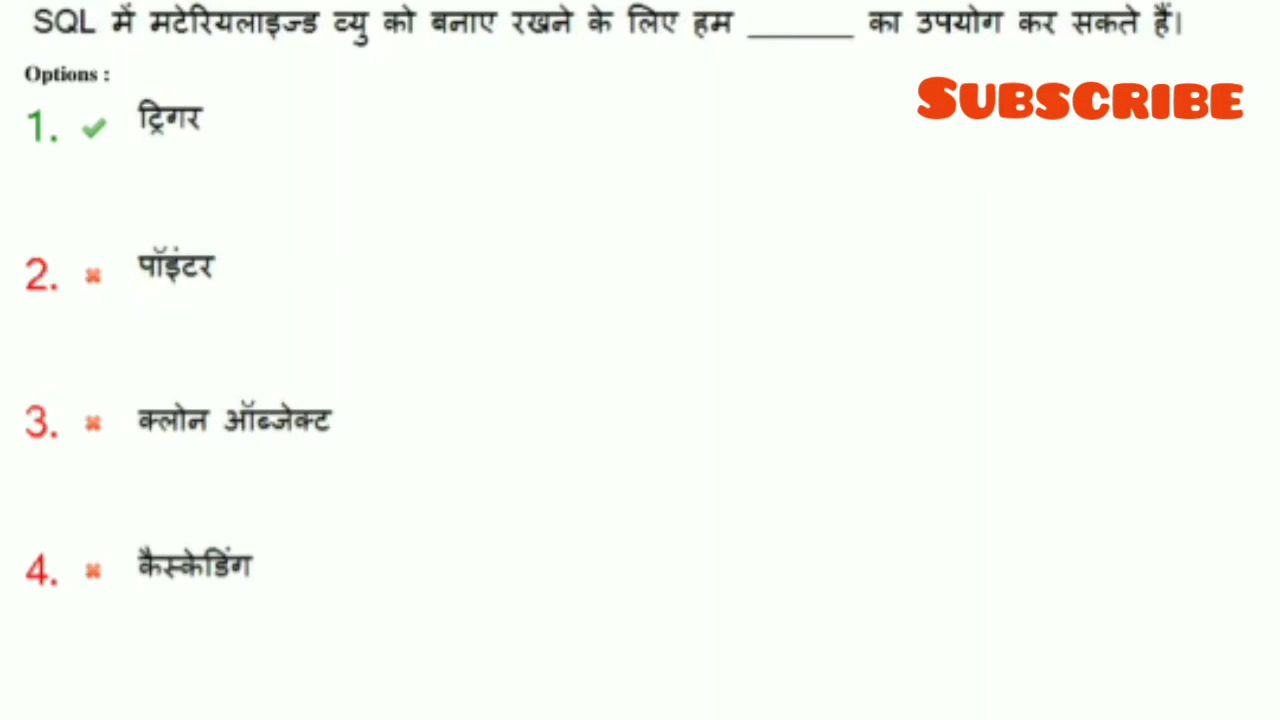 SQL में मटेरियलाइज्ड व्यु को बनाए रखने के लिए हम ______ का उपयोग कर सकते हैं।
Options :
SUBSCRIBE
1. ट्रिगर
2. पॉइंटर
3. क्लोन ऑब्जेक्ट
4. कैस्केडिंग